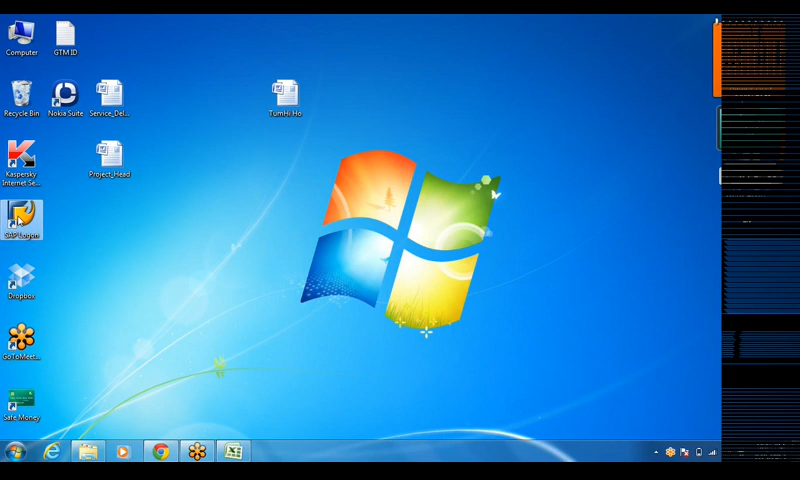 Computer
GTM ID
Recycle Bin
Nokia Suite
Service_Del...
TumHi Ho
Kaspersky
Internet Se...
Project_Head
SAP Logon
Dropbox
GoToMeet...
Safe Money